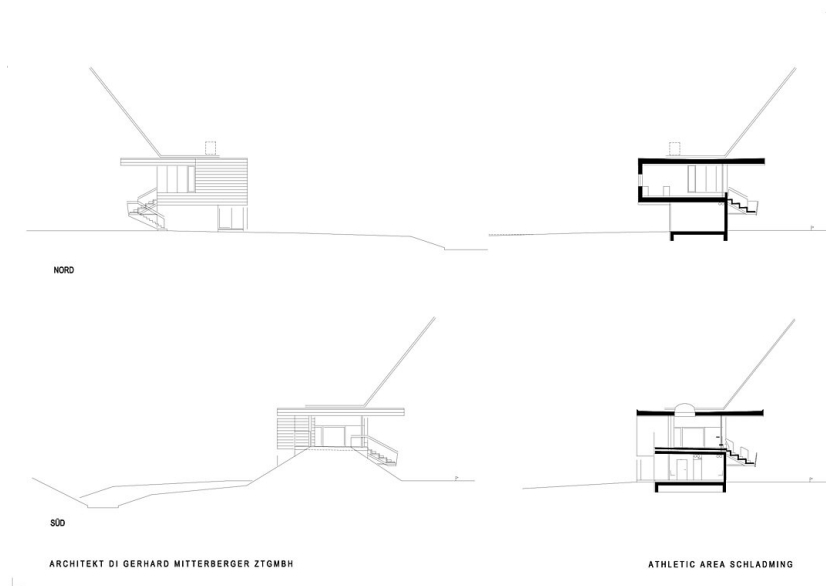 NORD
SÜD
ARCHITEKT DI GERHARD MITTERBERGER ZTGMBH
ATHLETIC AREA SCHLADMING